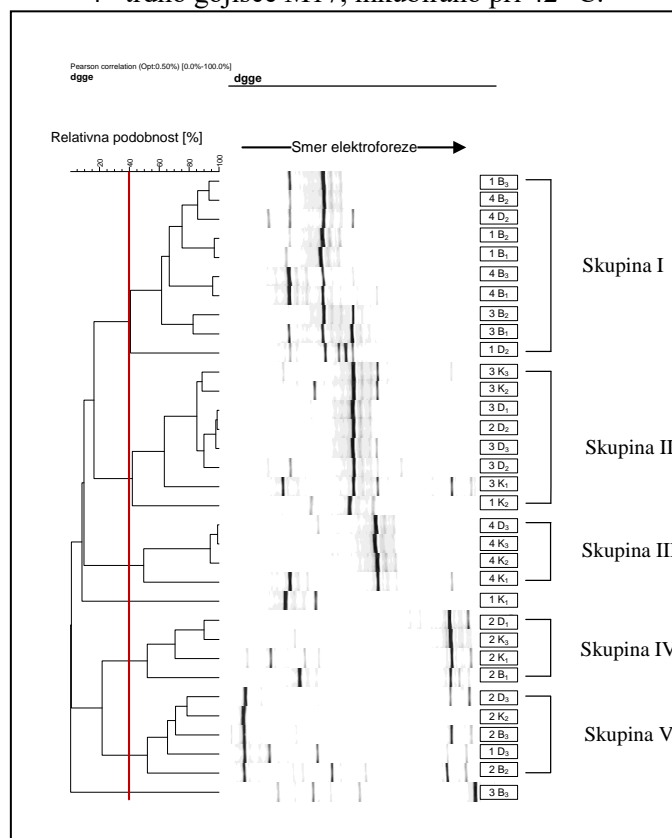 4 - trdno gojišče M17, inkubirano pri 42 °C.
Pearson correlation (Opt:0.50%) [0.0%-100.0%]
dgge
dgge
Relativna podobnost [%]
Smer elektroforeze
20
40
60
80
100
1 B3
4 B2
4 D2
1 B2
1 B1
4 B3
4 B1
3 B2
3 B1
1 D2
Skupina I
3 K3
3 K2
3 D1
2 D2
3 D3
3 D2
3 K1
1 K2
Skupina II
4 D3
4 K3
4 K2
4 K1
Skupina III
1 K1
2 D1
2 K3
2 K1
2 B1
Skupina IV
2 D3
2 K2
2 B3
1 D3
2 B2
Skupina V
3 B3